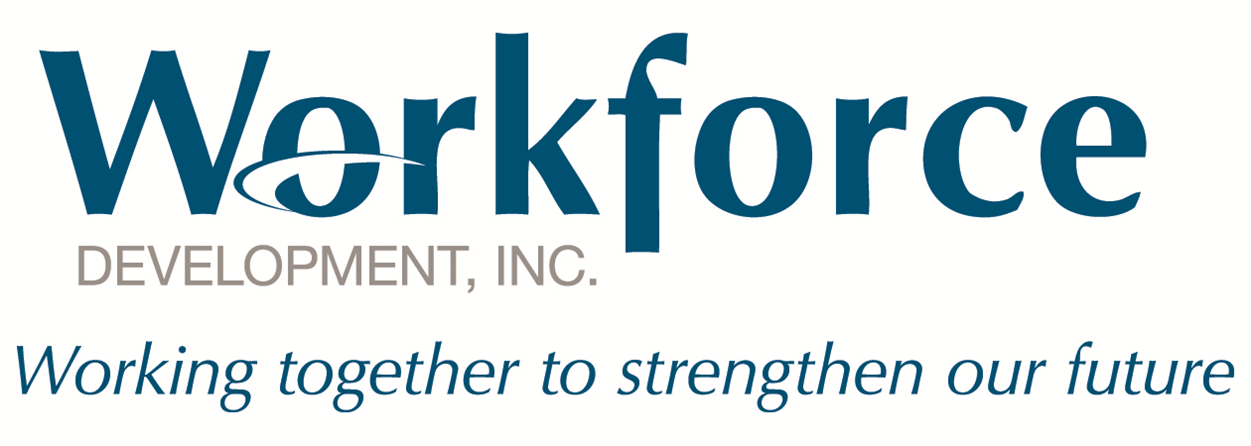 Workforce
DEVELOPMENT, INC.
Working together to strengthen our future